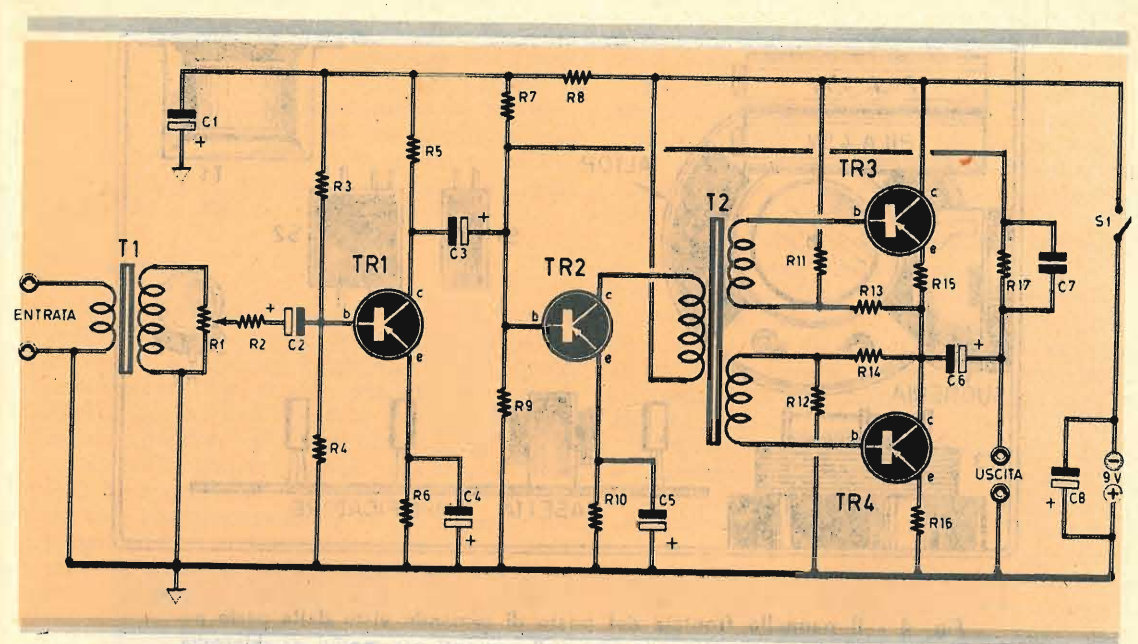 C1
+
R3
R5
R7
R8
C3
+
T1
ENTRATA
R1
R2
+
C2
b
TR1
c
e
R4
R6
C4
+
R9
b
TR2
c
e
R10
C5
+
T2
R11
R12
TR3
b
c
e
R13
R15
R14
C6
+
b
c
e
TR4
R16
R17
C7
USCITA
S1
C8
+
−
9V
+